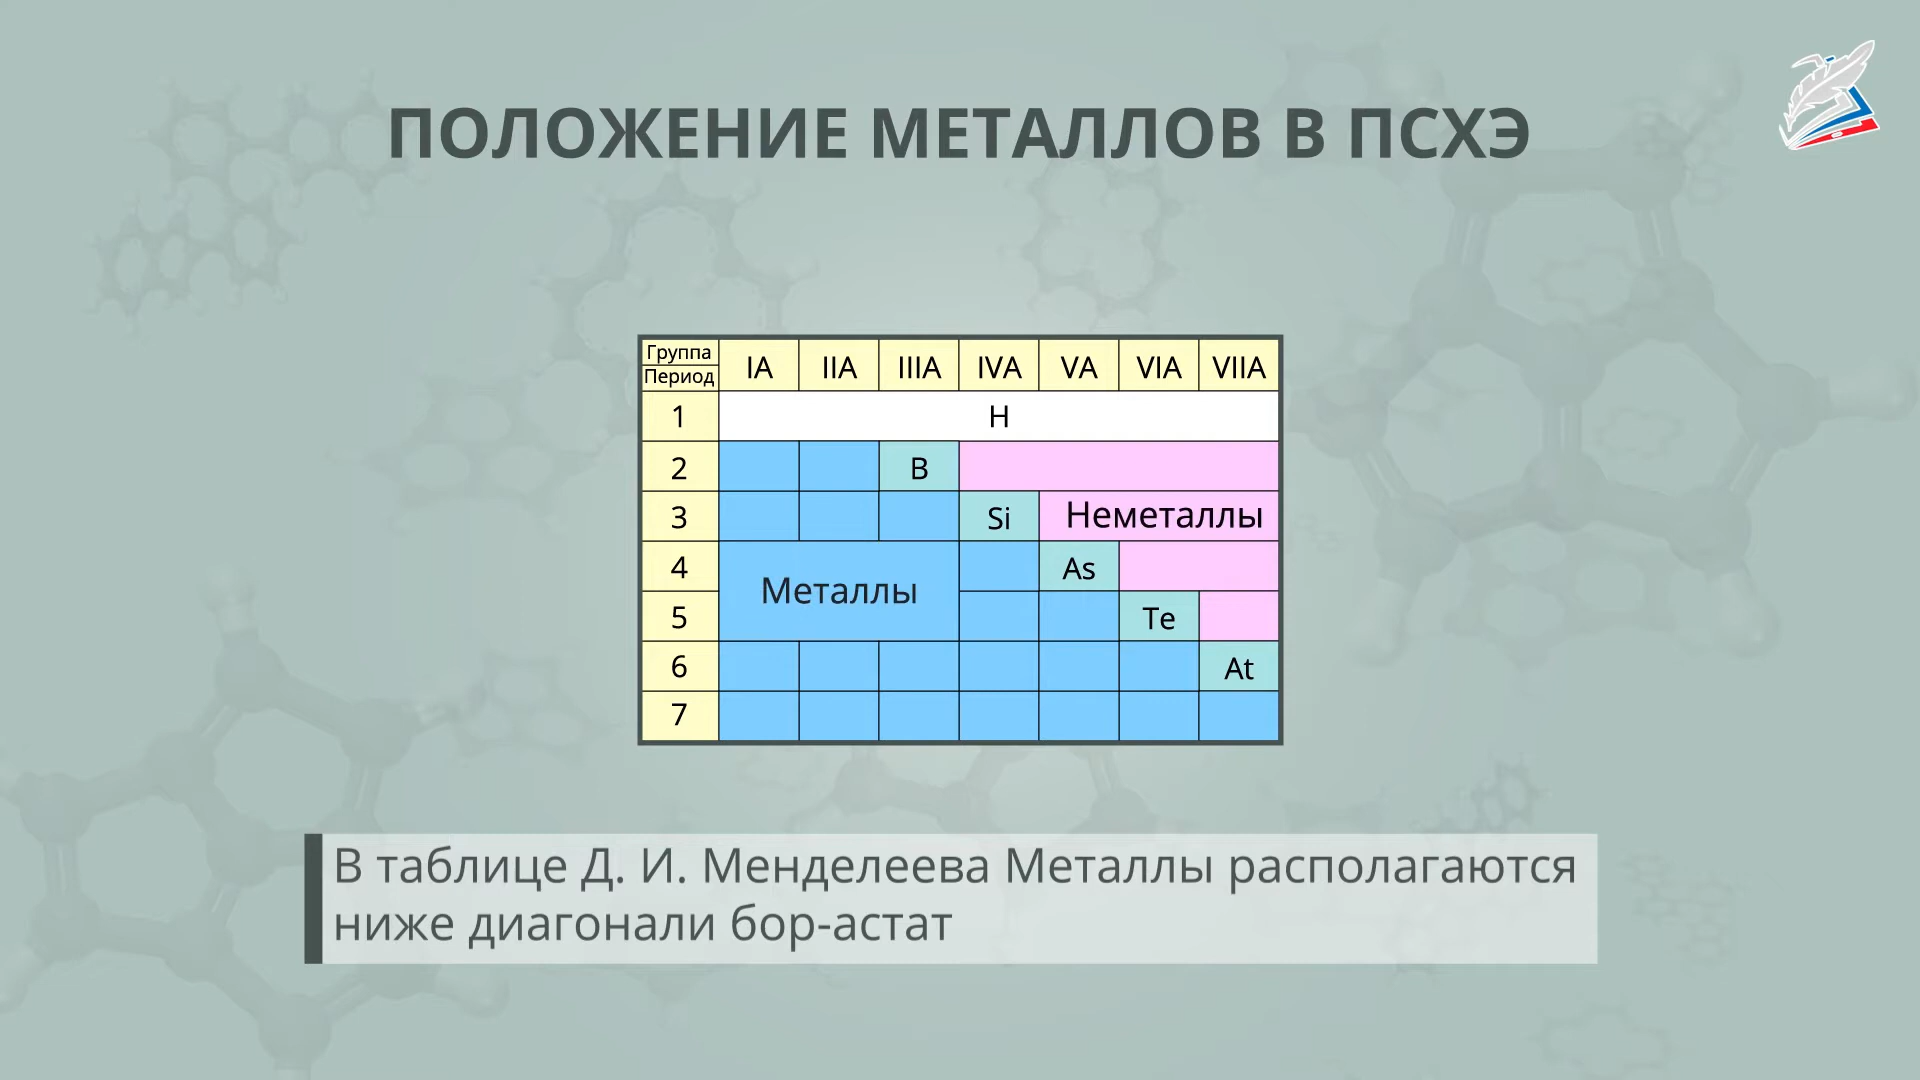 ПОЛОЖЕНИЕ МЕТАЛЛОВ В ПСХЭ
Группа
Период
IA IIA IIIA IVA VA VIA VIIA
1 H
2 B
3 Si Неметаллы
4 As
Металлы
5 Te
6 At
7
В таблице Д. И. Менделеева Металлы располагаются
ниже диагонали бор-астат